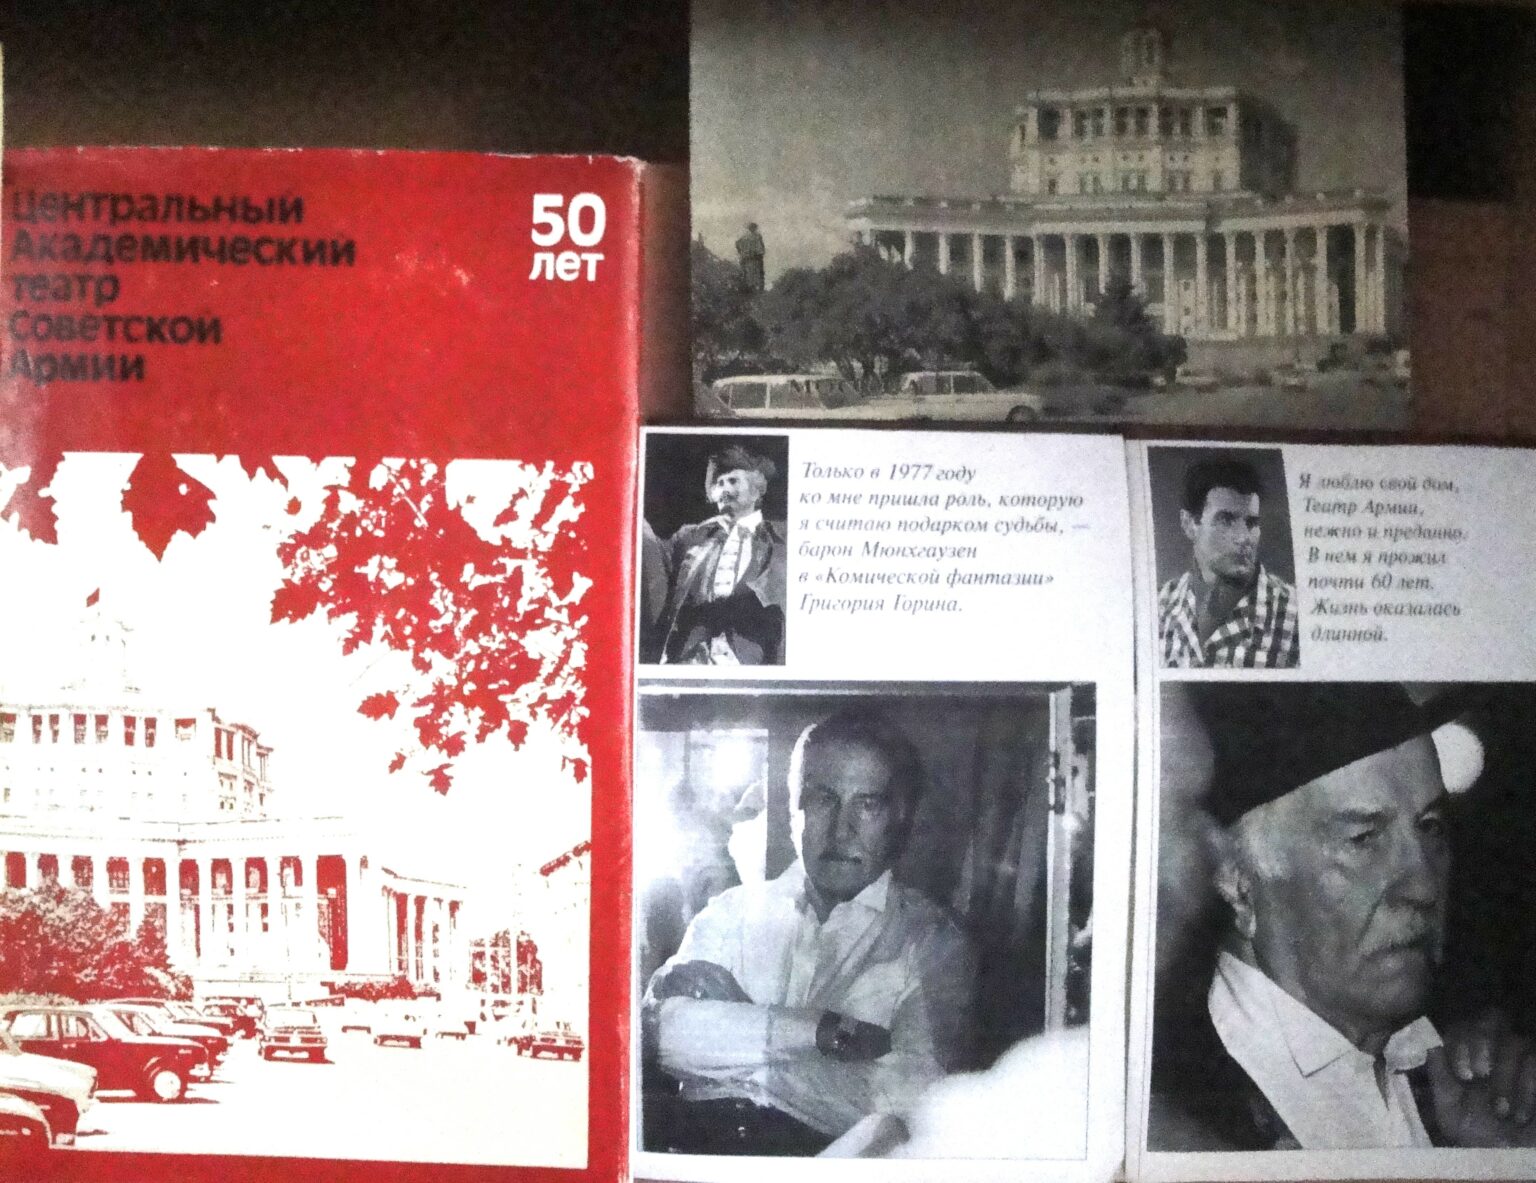 Центральный
Академический
театр
Советской
Армии
50
лет
Только в 1977 году
ко мне пришла роль, которую
я считаю подарком судьбы, —
барон Мюнхгаузен
в «Комической фантазии»
Григория Горина.
Я люблю свой дом,
Театр Армии,
нежно и преданно.
В нем я прожил
почти 60 лет.
Жизнь оказалась
длинной.